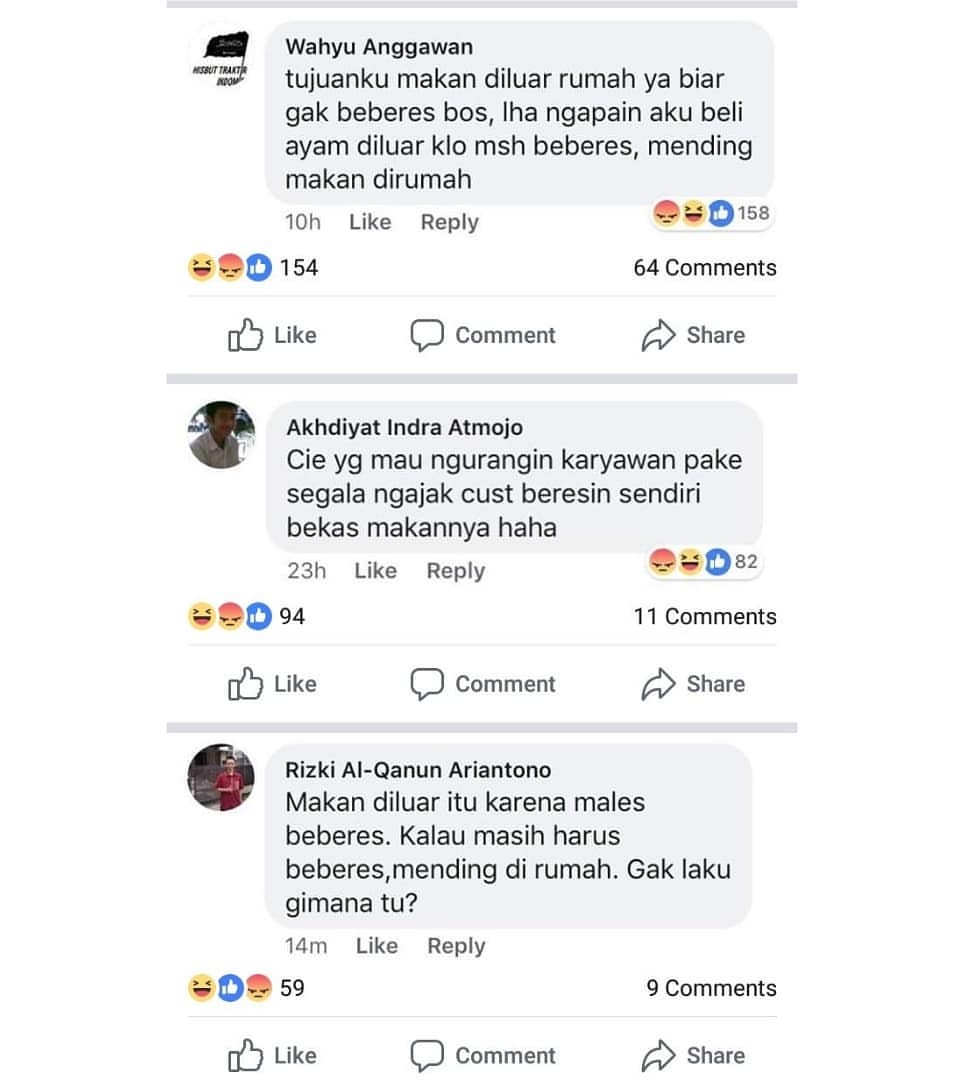 HISBUT TRAKTIR
INDOM
Wahyu Anggawan
tujuanku makan diluar rumah ya biar
gak beberes bos, lha ngapain aku beli
ayam diluar klo msh beberes, mending
makan dirumah
10h Like Reply 158
154 64 Comments
Like Comment Share
Akhdiyat Indra Atmojo
Cie yg mau ngurangin karyawan pake
segala ngajak cust beresin sendiri
bekas makannya haha
23h Like Reply 82
94 11 Comments
Like Comment Share
Rizki Al-Qanun Ariantono
Makan diluar itu karena males
beberes. Kalau masih harus
beberes,mending di rumah. Gak laku
gimana tu?
14m Like Reply
59 9 Comments
Like Comment Share